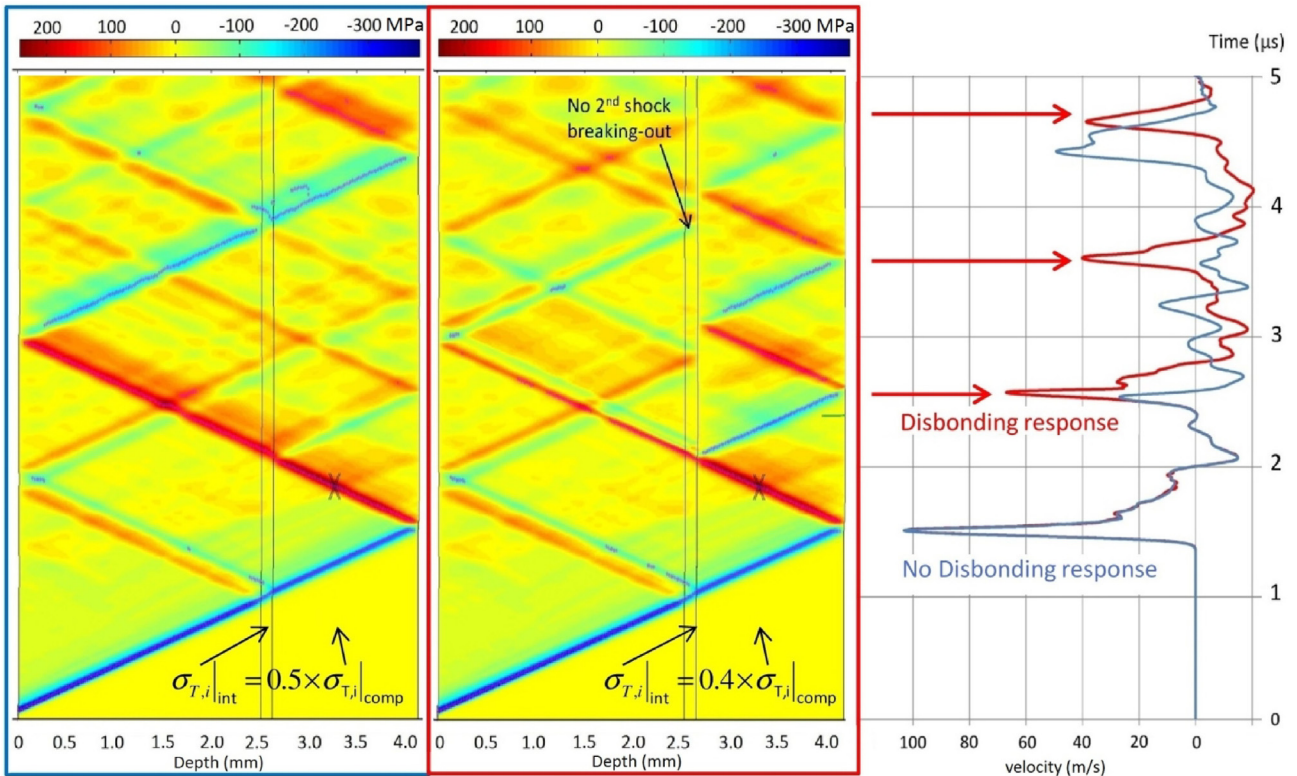 200 100 0 -100 -200 -300 MPa
200 100 0 -100 -200 -300 MPa
Time (μs)
No 2nd shock
breaking-out
5
4
3
2
1
0
Disbonding response
No Disbonding response
σT,i|int = 0.5×σT,i|comp
σT,i|int = 0.4×σT,i|comp
0 0.5 1.0 1.5 2.0 2.5 3.0 3.5 4.0
Depth (mm)
0 0.5 1.0 1.5 2.0 2.5 3.0 3.5 4.0
Depth (mm)
100 80 60 40 20 0
velocity (m/s)